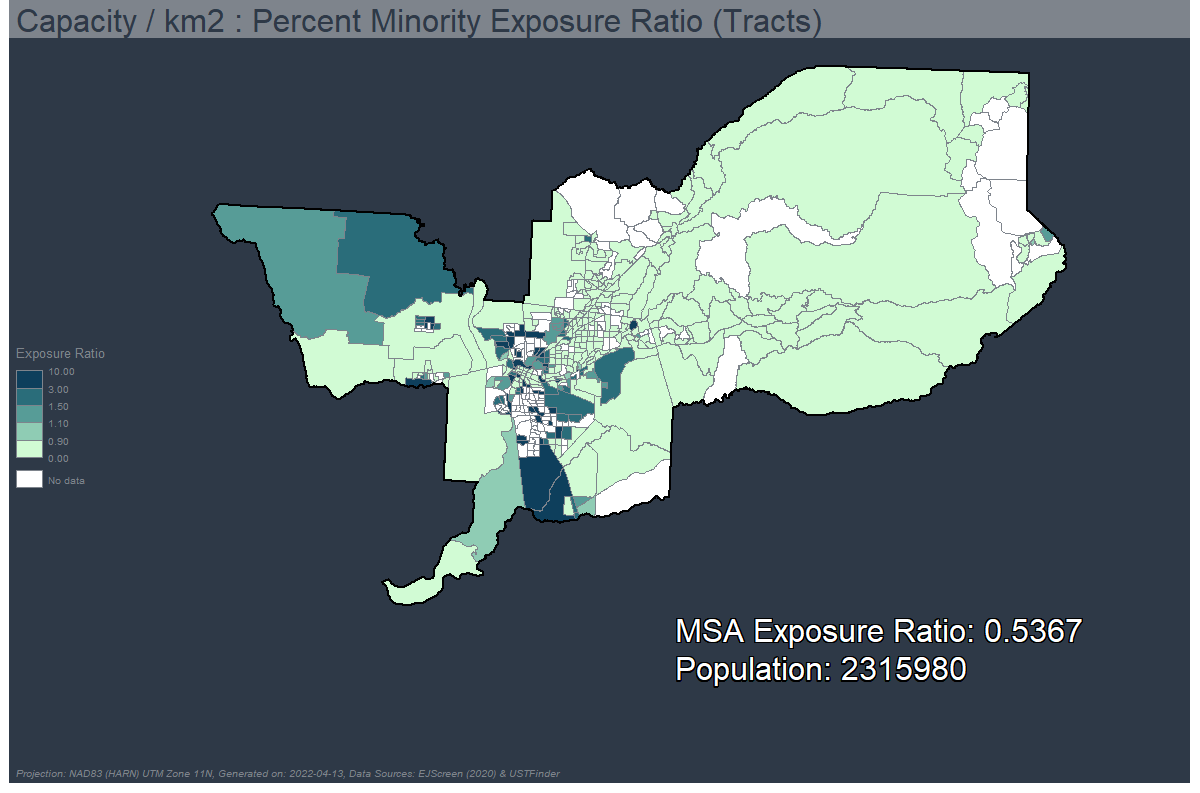 Capacity / km2 : Percent Minority Exposure Ratio (Tracts)
Exposure Ratio
10.00
3.00
1.50
1.10
0.90
0.00
No data
MSA Exposure Ratio: 0.5367
Population: 2315980
Projection: NAD83 (HARN) UTM Zone 11N, Generated on: 2022-04-13, Data Sources: EJScreen (2020) & USTFinder